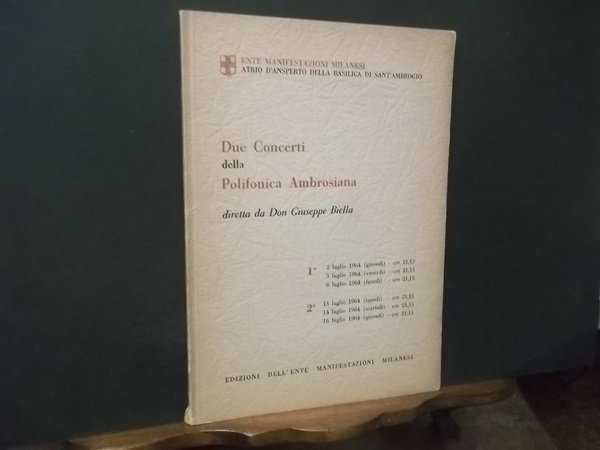 ENTE MANIFESTAZIONI MILANESI
ATRIO D'ANSPERTO DELLA BASILICA DI SANT'AMBROGIO
Due Concerti
della
Polifonica Ambrosiana
diretta da Don Giuseppe Biella
1° 2 luglio 1964 (giovedì) - ore 21,15
3 luglio 1964 (venerdì) - ore 21,15
6 luglio 1964 (lunedì) - ore 21,15
2° 13 luglio 1964 (lunedì) - ore 21,15
14 luglio 1964 (martedì) - ore 21,15
16 luglio 1964 (giovedì) - ore 21,15
EDIZIONI DELL'ENTE MANIFESTAZIONI MILANESI